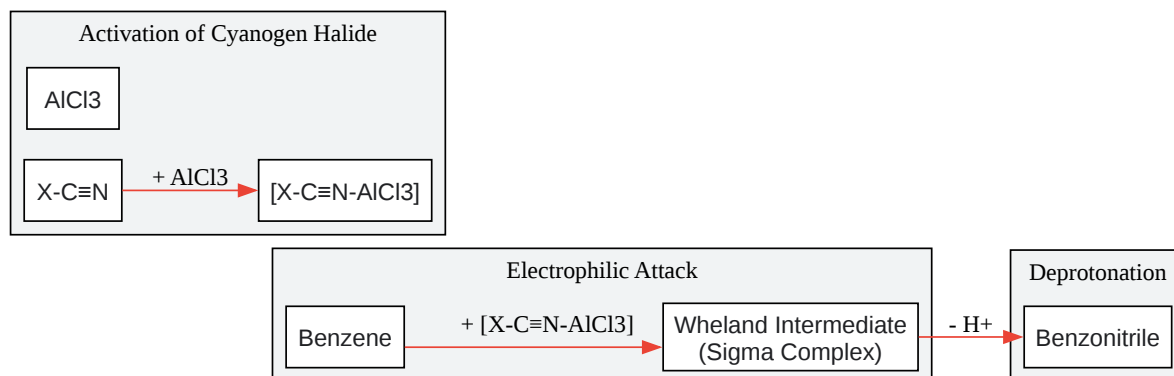 Activation of Cyanogen Halide
AlCl3
X-C≡N
+ AlCl3
[X-C≡N-AlCl3]
Electrophilic Attack
Benzene
+ [X-C≡N-AlCl3]
Wheland Intermediate
(Sigma Complex)
- H+
Deprotonation
Benzonitrile